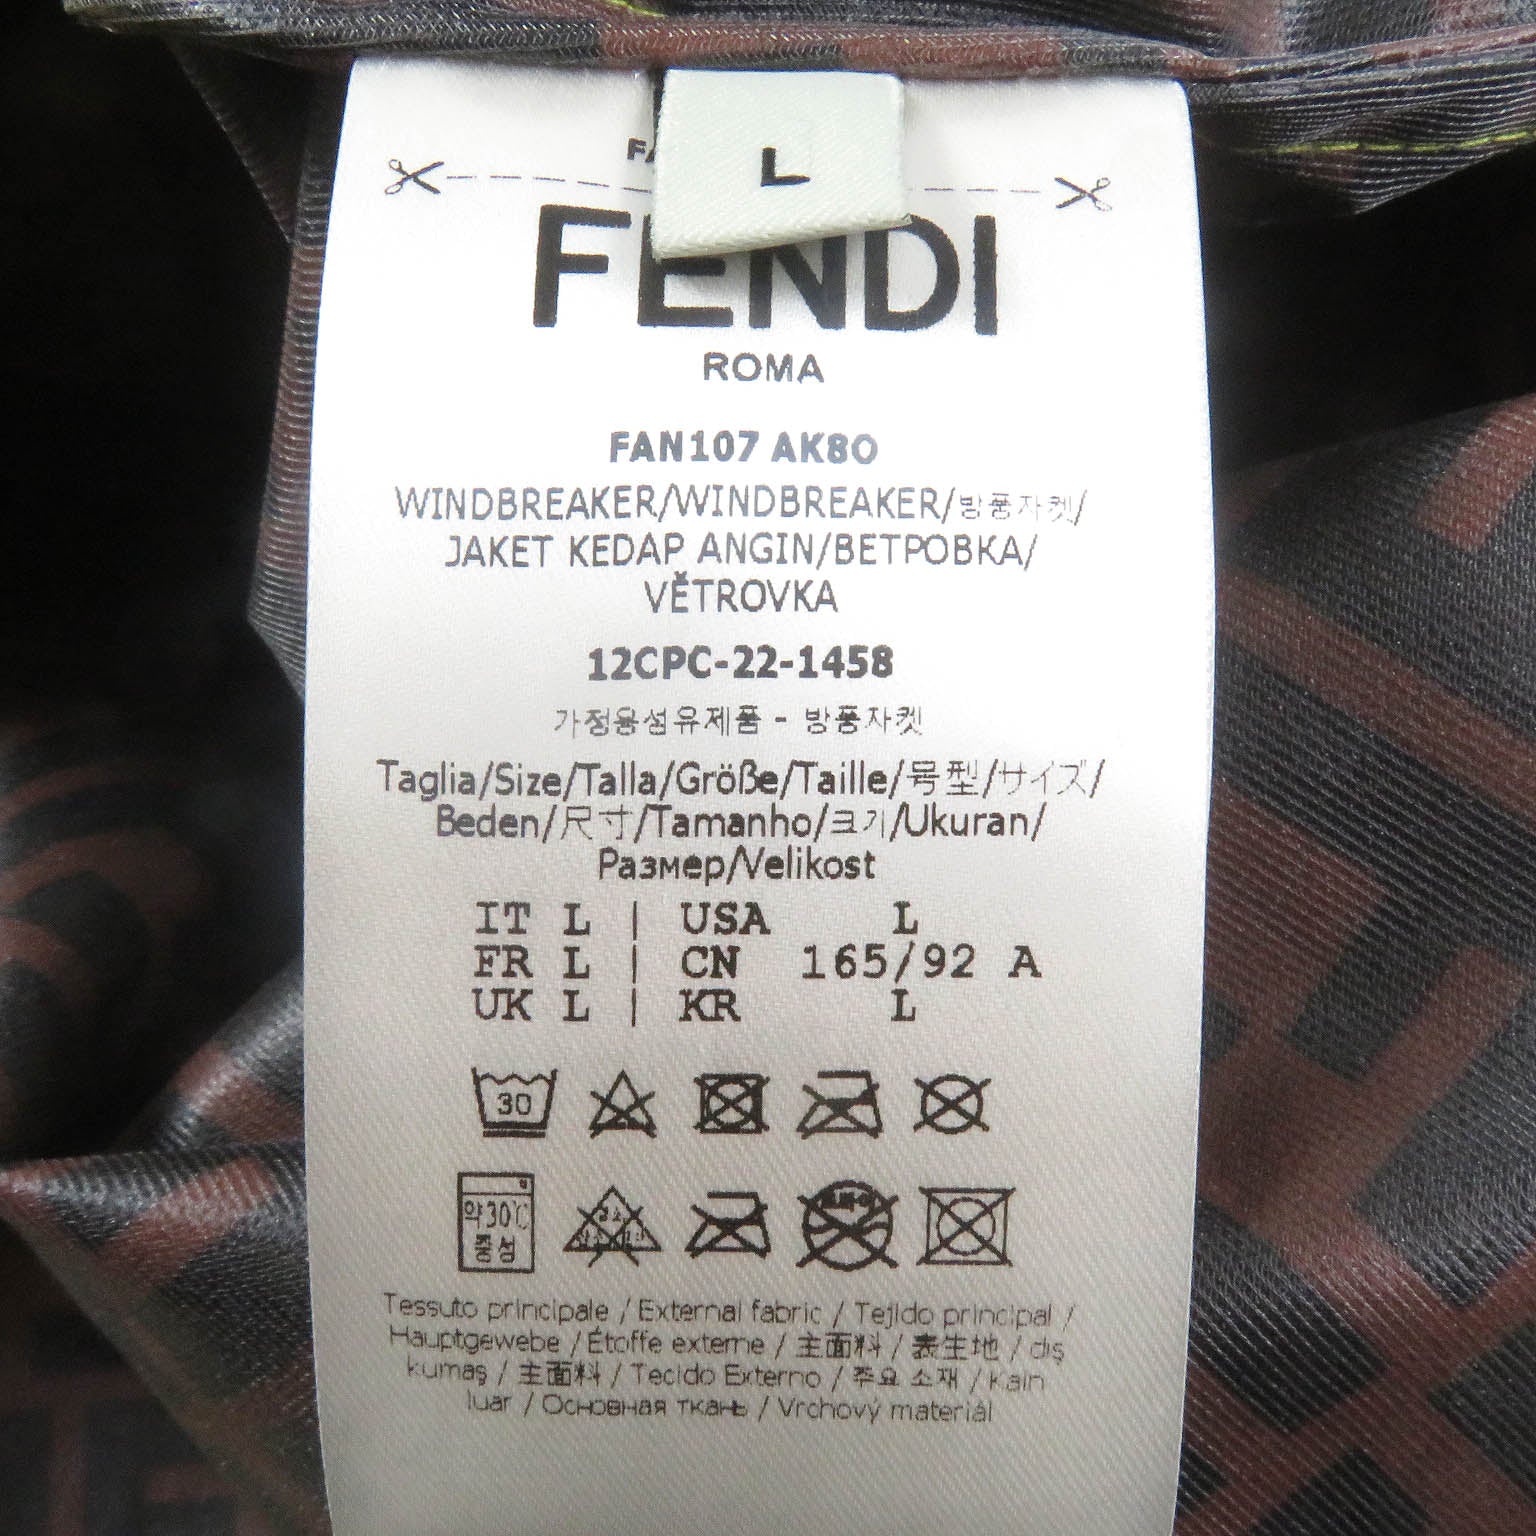 L
FENDI
ROMA
FAN107 AK80
WINDBREAKER/WINDBREAKER/방풍자켓/
JAKET KEDAP ANGIN/ВЕТРОВКА/
VĚTROVKA
12CPC-22-1458
가정용섬유제품 - 방풍자켓
Taglia/Size/Talla/Größe/Taille/号型/サイズ/
Beden/尺寸/Tamanho/크기/Ukuran/
Размер/Velikost
IT L | USA L
FR L | CN 165/92 A
UK L | KR L
30
약30℃
중성
Tessuto principale / External fabric / Tejido principal /
Hauptgewebe / Étoffe externe / 主面料 / 表生地 / dış
kumaş / 主面料 / Tecido Externo / 주요 소재 / Kain
luar / Основная ткань / Vrchový materiál